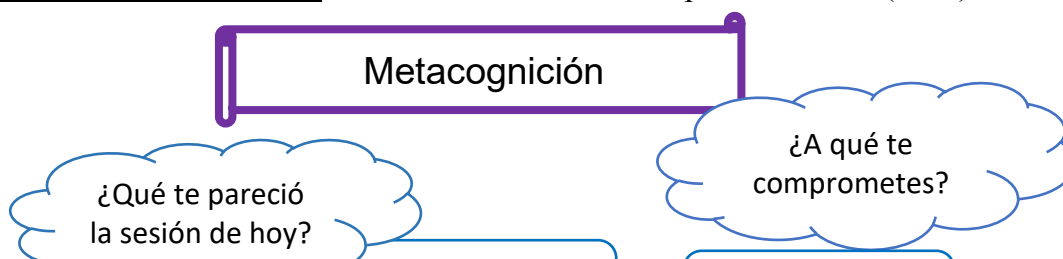 Metacognición
¿A qué te
comprometes?
¿Qué te pareció
la sesión de hoy?